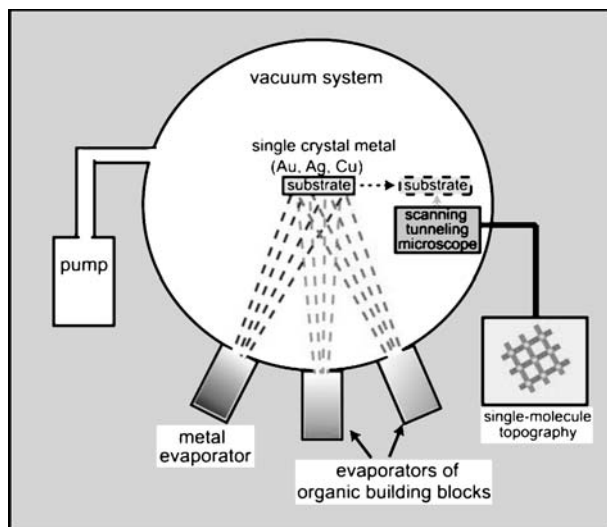 vacuum system
single crystal metal
(Au, Ag, Cu)
substrate
substrate
scanning
tunneling
microscope
pump
single-molecule
topography
metal
evaporator
evaporators of
organic building blocks